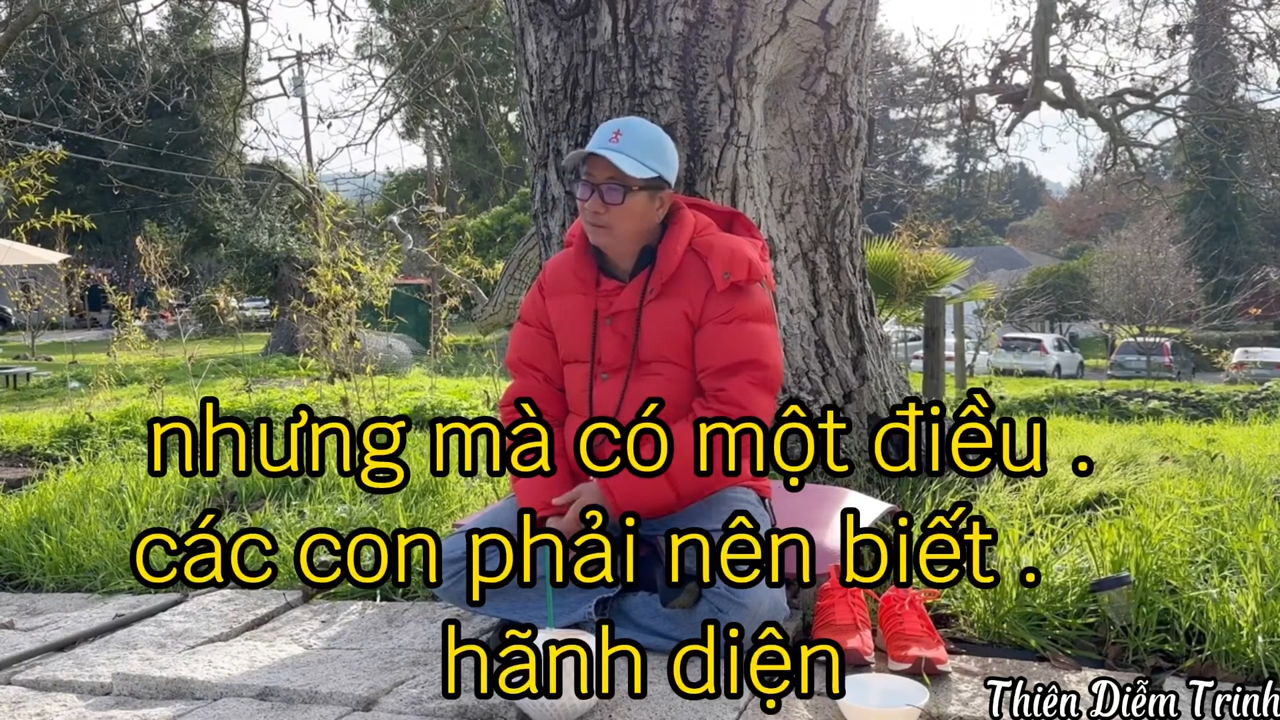 nhưng mà có một điều .
các con phải nên biết .
hãnh diện
Thiên Diễm Trinh